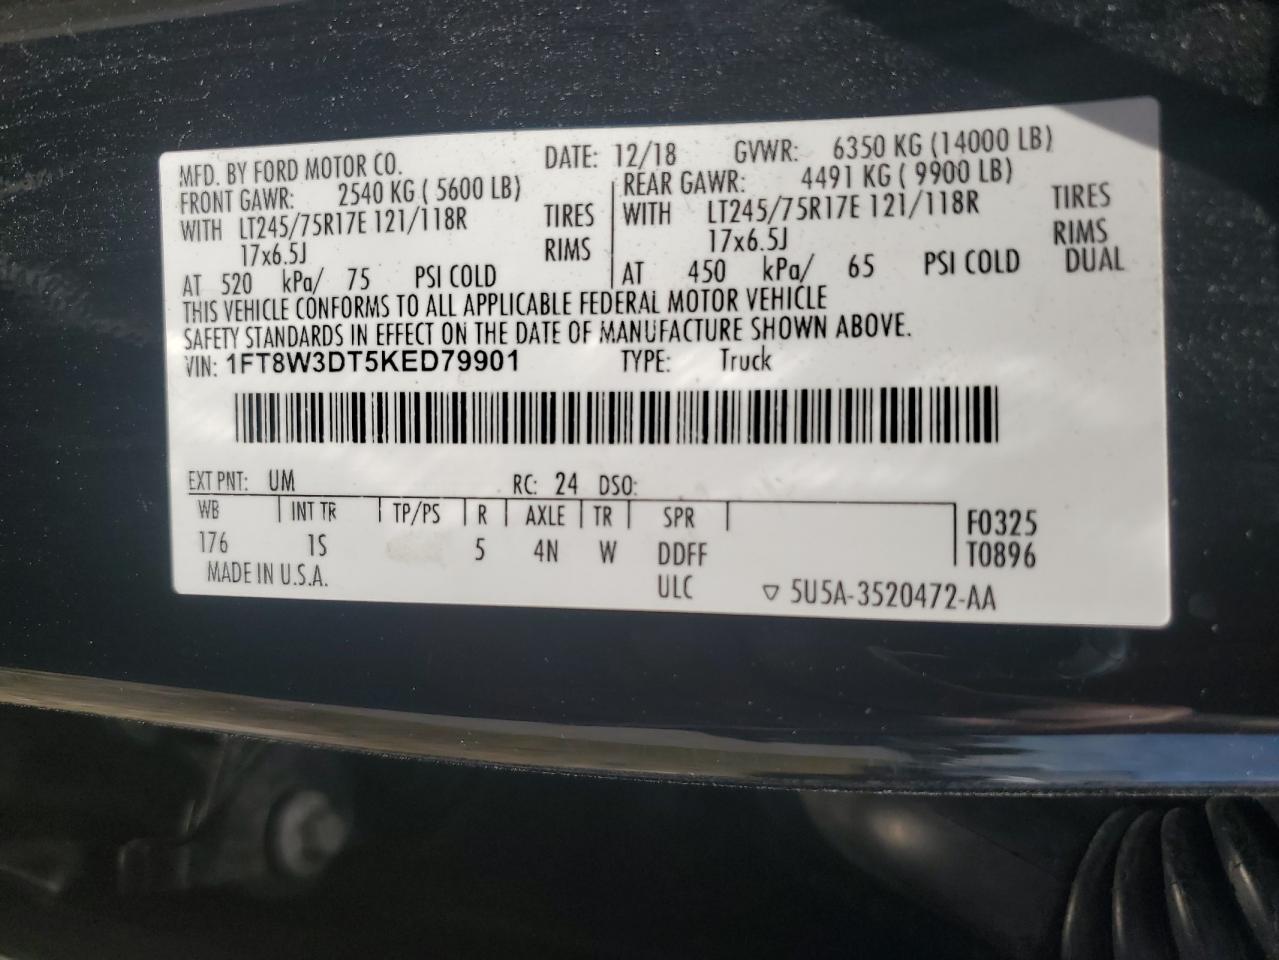 MFD. BY FORD MOTOR CO. DATE: 12/18 GVWR: 6350 KG (14000 LB)
FRONT GAWR: 2540 KG ( 5600 LB) REAR GAWR: 4491 KG ( 9900 LB)
WITH LT245/75R17E 121/118R TIRES WITH LT245/75R17E 121/118R TIRES
17x6.5J RIMS 17x6.5J RIMS
AT 520 kPa/ 75 PSI COLD AT 450 kPa/ 65 PSI COLD DUAL
THIS VEHICLE CONFORMS TO ALL APPLICABLE FEDERAL MOTOR VEHICLE
SAFETY STANDARDS IN EFFECT ON THE DATE OF MANUFACTURE SHOWN ABOVE.
VIN: 1FT8W3DT5KED79901 TYPE: Truck
EXT PNT: UM RC: 24 DSO:
WB INT TR TP/PS R AXLE TR SPR F0325
176 1S 5 4N W DDFF T0896
MADE IN U.S.A. ULC ▽ 5U5A-3520472-AA